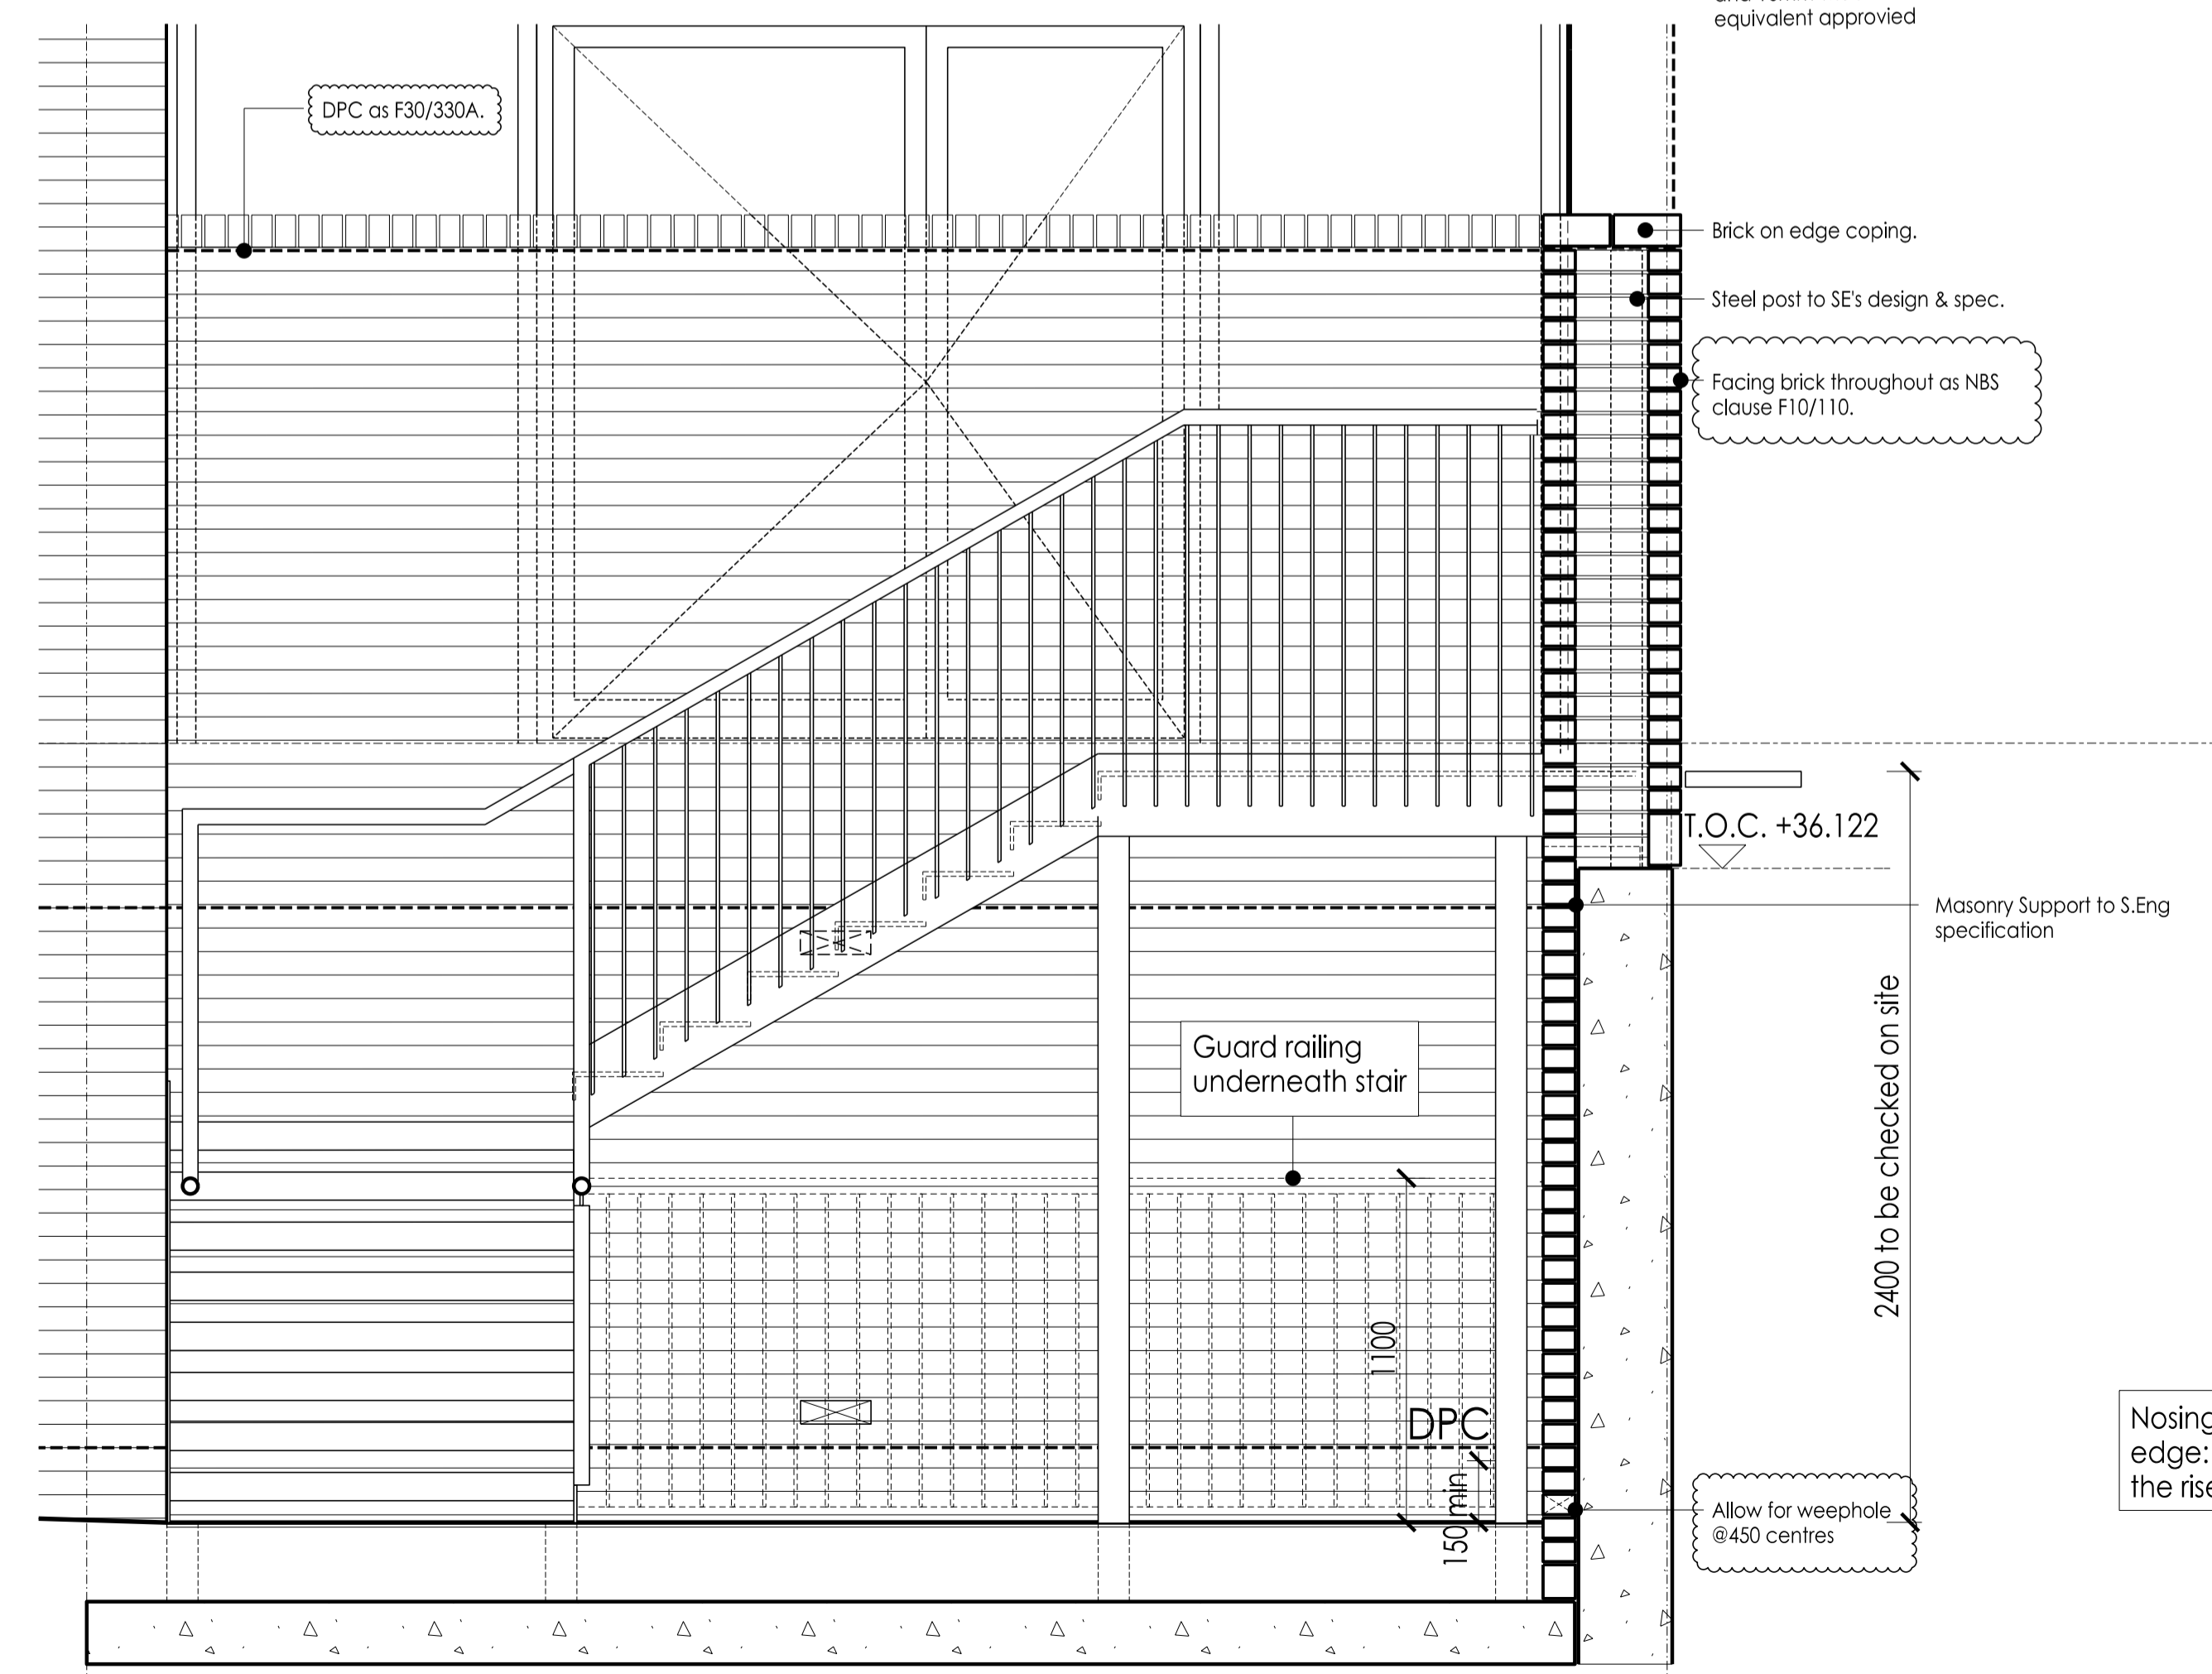 equivalent approvied
DPC as F30/330A.
Brick on edge coping.
Steel post to SE's design & spec.
Facing brick throughout as NBS
clause F10/110.
T.O.C. +36.122
Masonry Support to S.Eng
specification
2400 to be checked on site
Guard railing
underneath stair
1100
DPC
150 min
Nosing
edge:
the rise
Allow for weephole
@450 centres